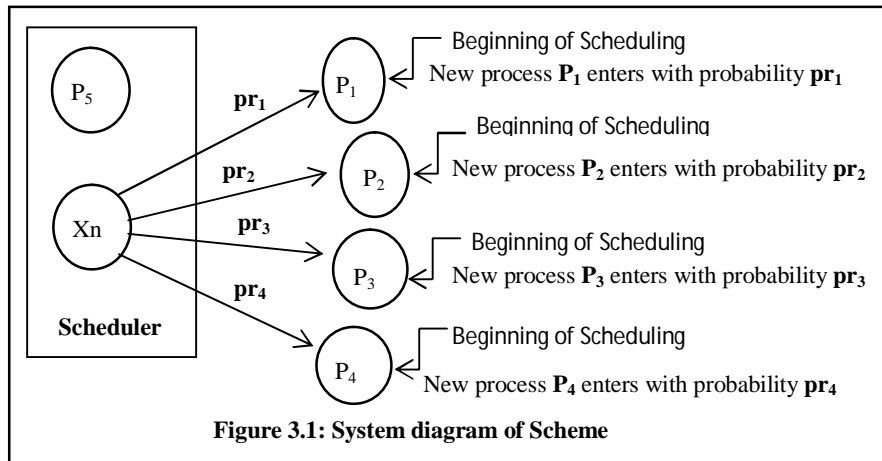 Beginning of Scheduling
P5
P1
New process P1 enters with probability pr1
pr1
Beginning of Scheduling
pr2
P2
New process P2 enters with probability pr2
Xn
pr3
Beginning of Scheduling
P3
New process P3 enters with probability pr3
pr4
Scheduler
Beginning of Scheduling
P4
New process P4 enters with probability pr4
Figure 3.1: System diagram of Scheme